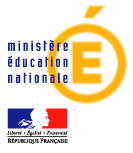 ministère
éducation
nationale
É
Liberté • Égalité • Fraternité
RÉPUBLIQUE FRANÇAISE